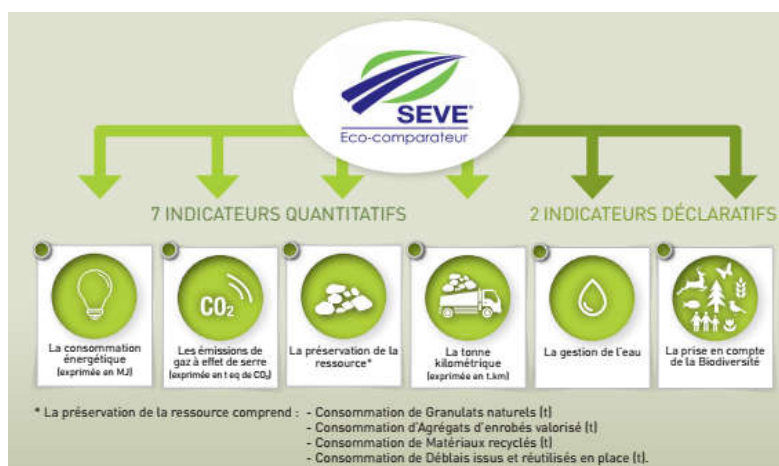 SEVE®
Eco-comparateur
7 INDICATEURS QUANTITATIFS
2 INDICATEURS DÉCLARATIFS
La consommation
énergétique
(exprimée en MJ)
CO₂
Les émissions de
gaz à effet de serre
(exprimée en t eq de CO₂)
La préservation de la
ressource*
La tonne
kilométrique
(exprimée en t.km)
La gestion de l'eau
La prise en compte
de la Biodiversité
* La préservation de la ressource comprend : - Consommation de Granulats naturels (t)
- Consommation d'Agrégats d'enrobés valorisé (t)
- Consommation de Matériaux recyclés (t)
- Consommation de Déblais issus et réutilisés en place (t).